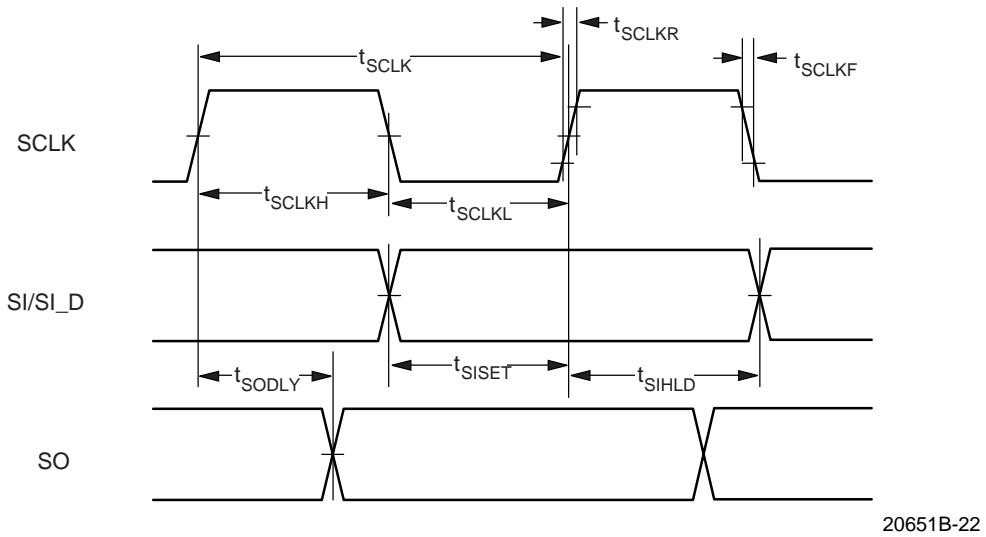 tSCLKR
tSCLK
tSCLKF
SCLK
tSCLKH
tSCLKL
SI/SI_D
tSODLY
tSISET
tSIHLD
SO
20651B-22